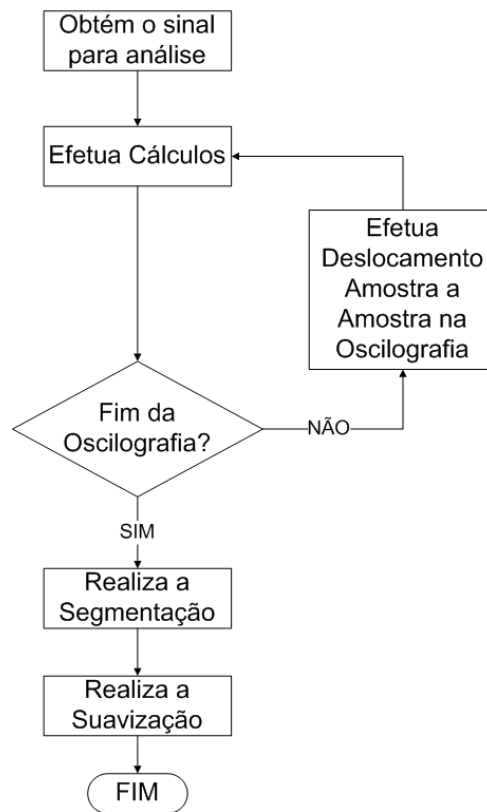 Obtém o sinal
para análise
Efetua Cálculos
Efetua
Deslocamento
Amostra a
Amostra na
Oscilografia
Fim da
Oscilografia?
NÃO
SIM
Realiza a
Segmentação
Realiza a
Suavização
FIM